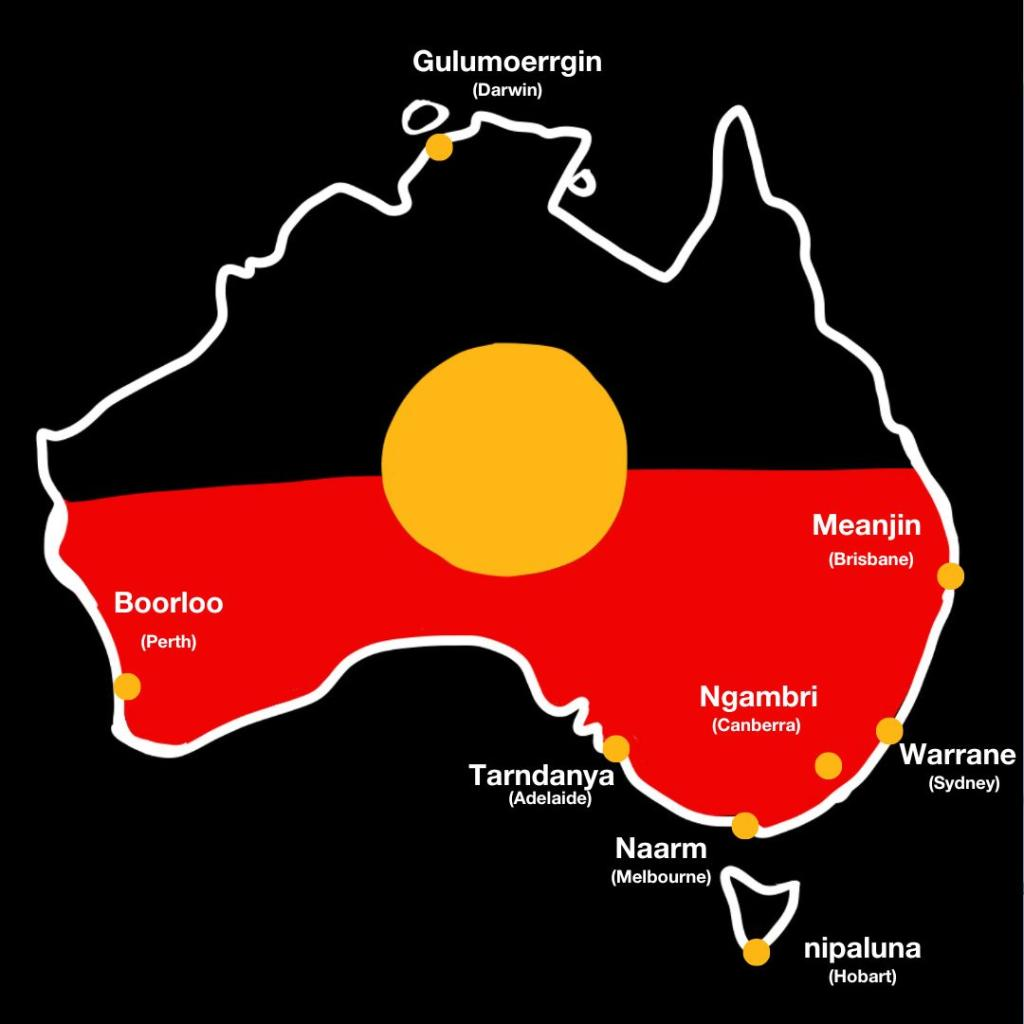 Gulumoerrgin
(Darwin)
Meanjin
(Brisbane)
Boorloo
(Perth)
Ngambri
(Canberra)
Warrane
(Sydney)
Tarndanya
(Adelaide)
Naarm
(Melbourne)
nipaluna
(Hobart)